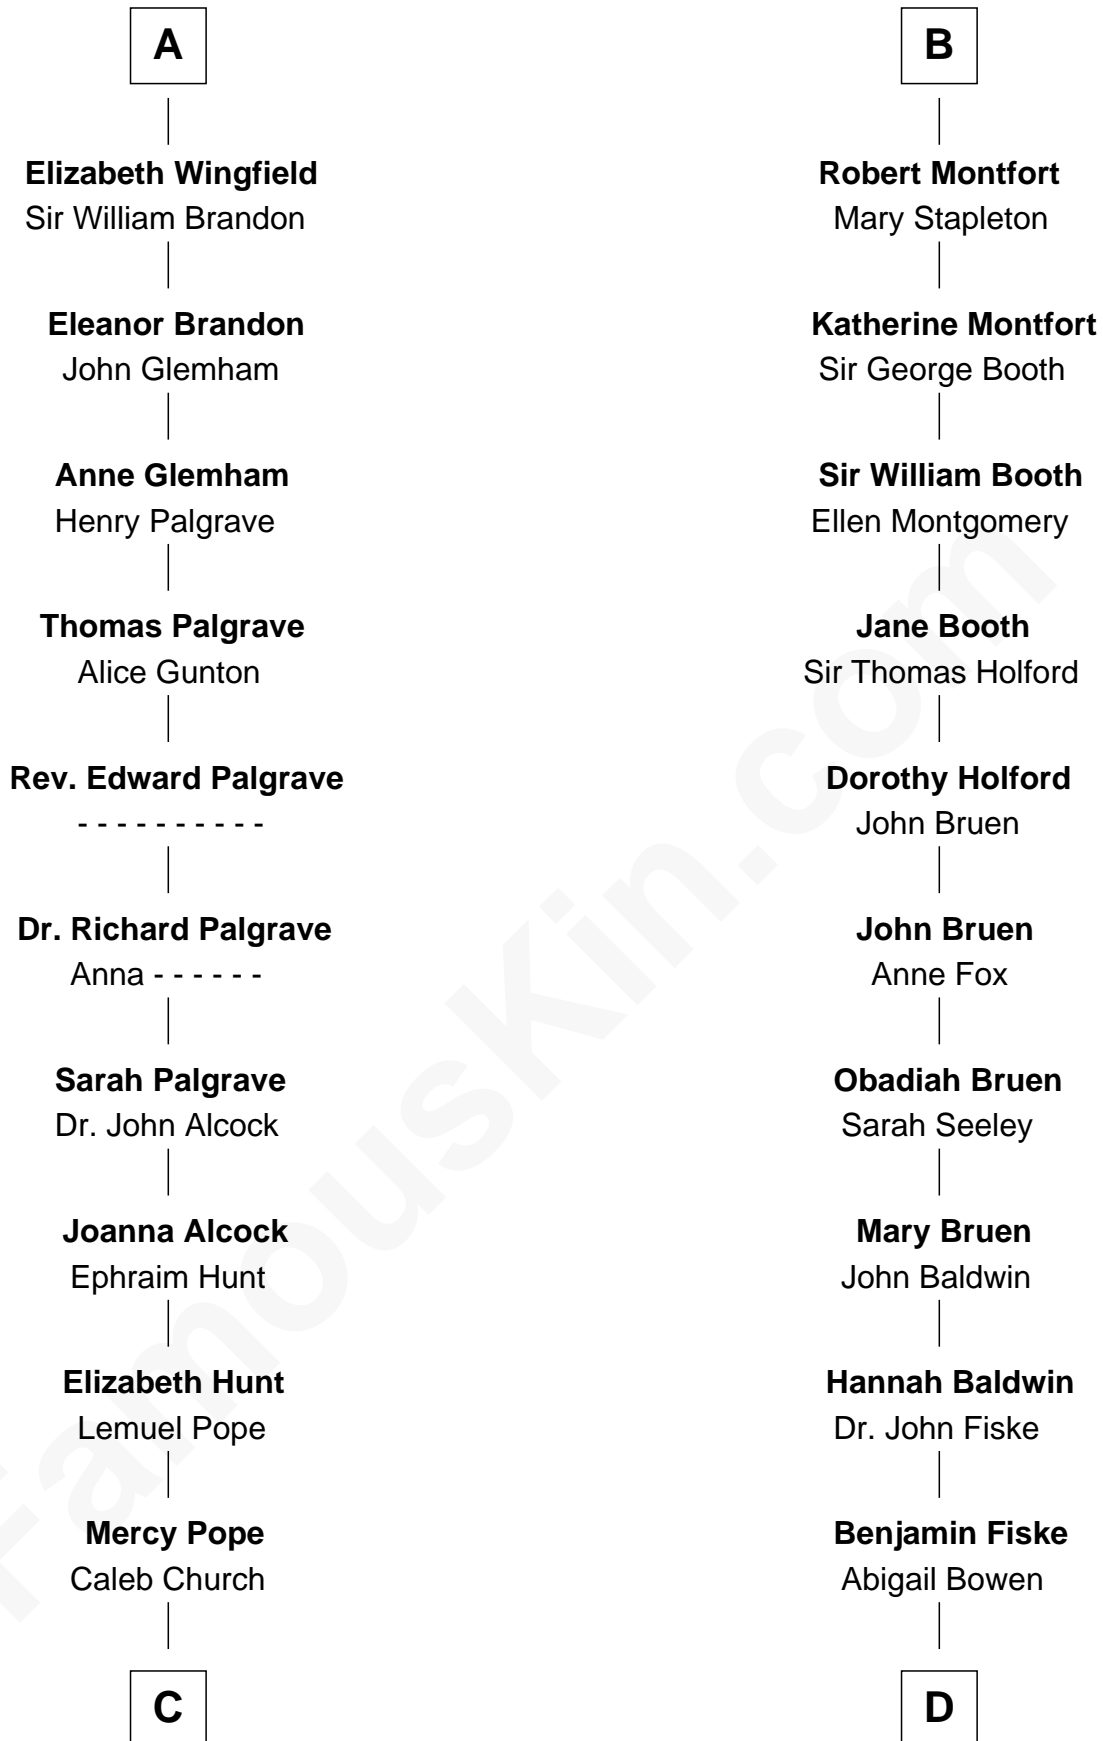 A
Elizabeth Wingfield
Sir William Brandon
Eleanor Brandon
John Glemham
Anne Glemham
Henry Palgrave
Thomas Palgrave
Alice Gunton
Rev. Edward Palgrave
- - - - - - - - - -
Dr. Richard Palgrave
Anna - - - - - -
Sarah Palgrave
Dr. John Alcock
Joanna Alcock
Ephraim Hunt
Elizabeth Hunt
Lemuel Pope
Mercy Pope
Caleb Church
C
B
Robert Montfort
Mary Stapleton
Katherine Montfort
Sir George Booth
Sir William Booth
Ellen Montgomery
Jane Booth
Sir Thomas Holford
Dorothy Holford
John Bruen
John Bruen
Anne Fox
Obadiah Bruen
Sarah Seeley
Mary Bruen
John Baldwin
Hannah Baldwin
Dr. John Fiske
Benjamin Fiske
Abigail Bowen
D
FamousKin.com